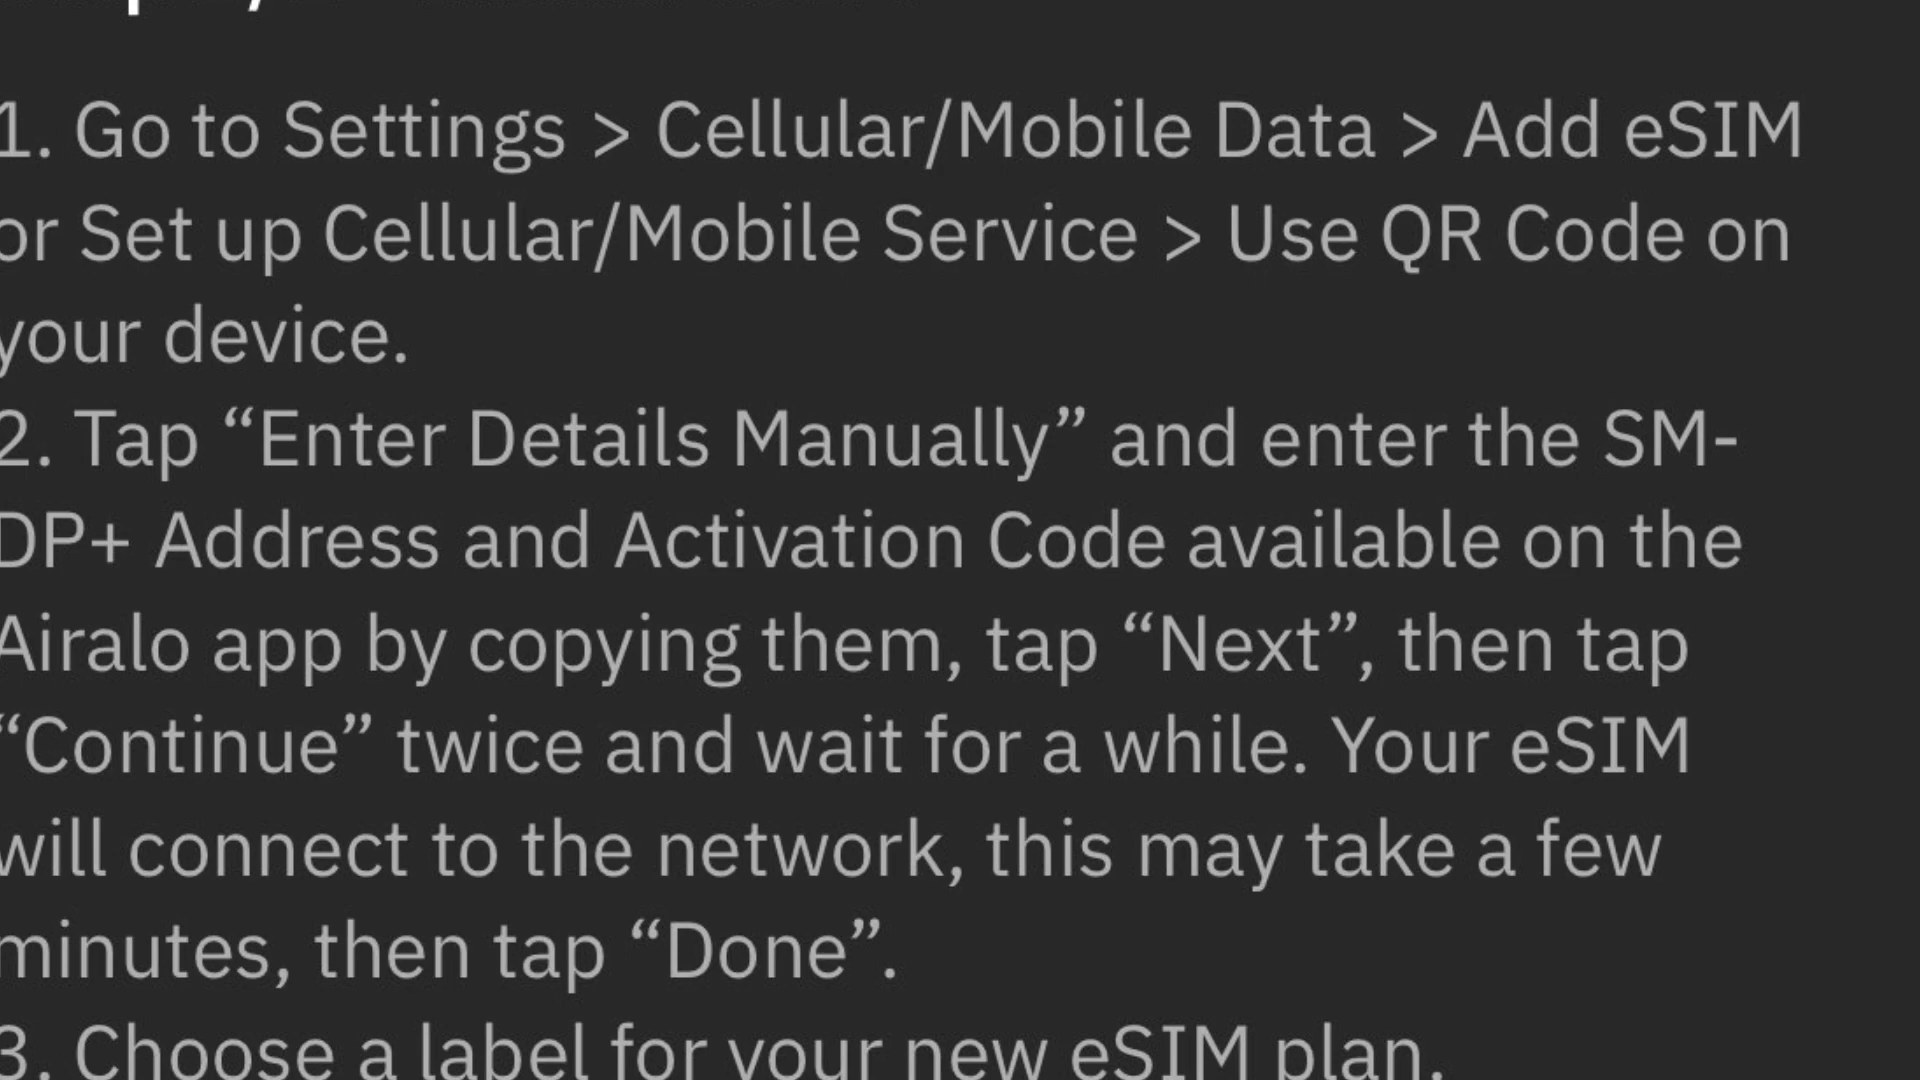 1. Go to Settings > Cellular/Mobile Data > Add eSIM
or Set up Cellular/Mobile Service > Use QR Code on
your device.
2. Tap “Enter Details Manually” and enter the SM-
DP+ Address and Activation Code available on the
Airalo app by copying them, tap “Next”, then tap
“Continue” twice and wait for a while. Your eSIM
will connect to the network, this may take a few
minutes, then tap “Done”.
3. Choose a label for your new eSIM plan.